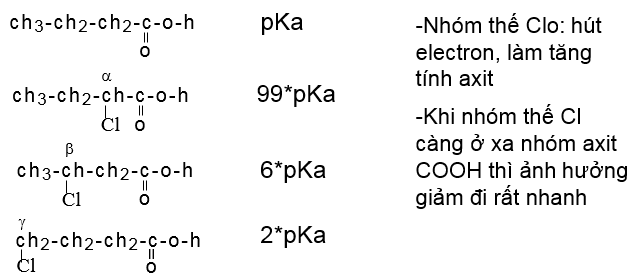 ch3-ch2-ch2-c-o-h
o
pKa
α
ch3-ch2-ch-c-o-h
Cl o
99*pKa
β
ch3-ch-ch2-c-o-h
Cl o
6*pKa
γ
ch2-ch2-ch2-c-o-h
Cl o
2*pKa
-Nhóm thế Clo: hút
electron, làm tăng
tính axit
-Khi nhóm thế Cl
càng ở xa nhóm axit
COOH thì ảnh hưởng
giảm đi rất nhanh